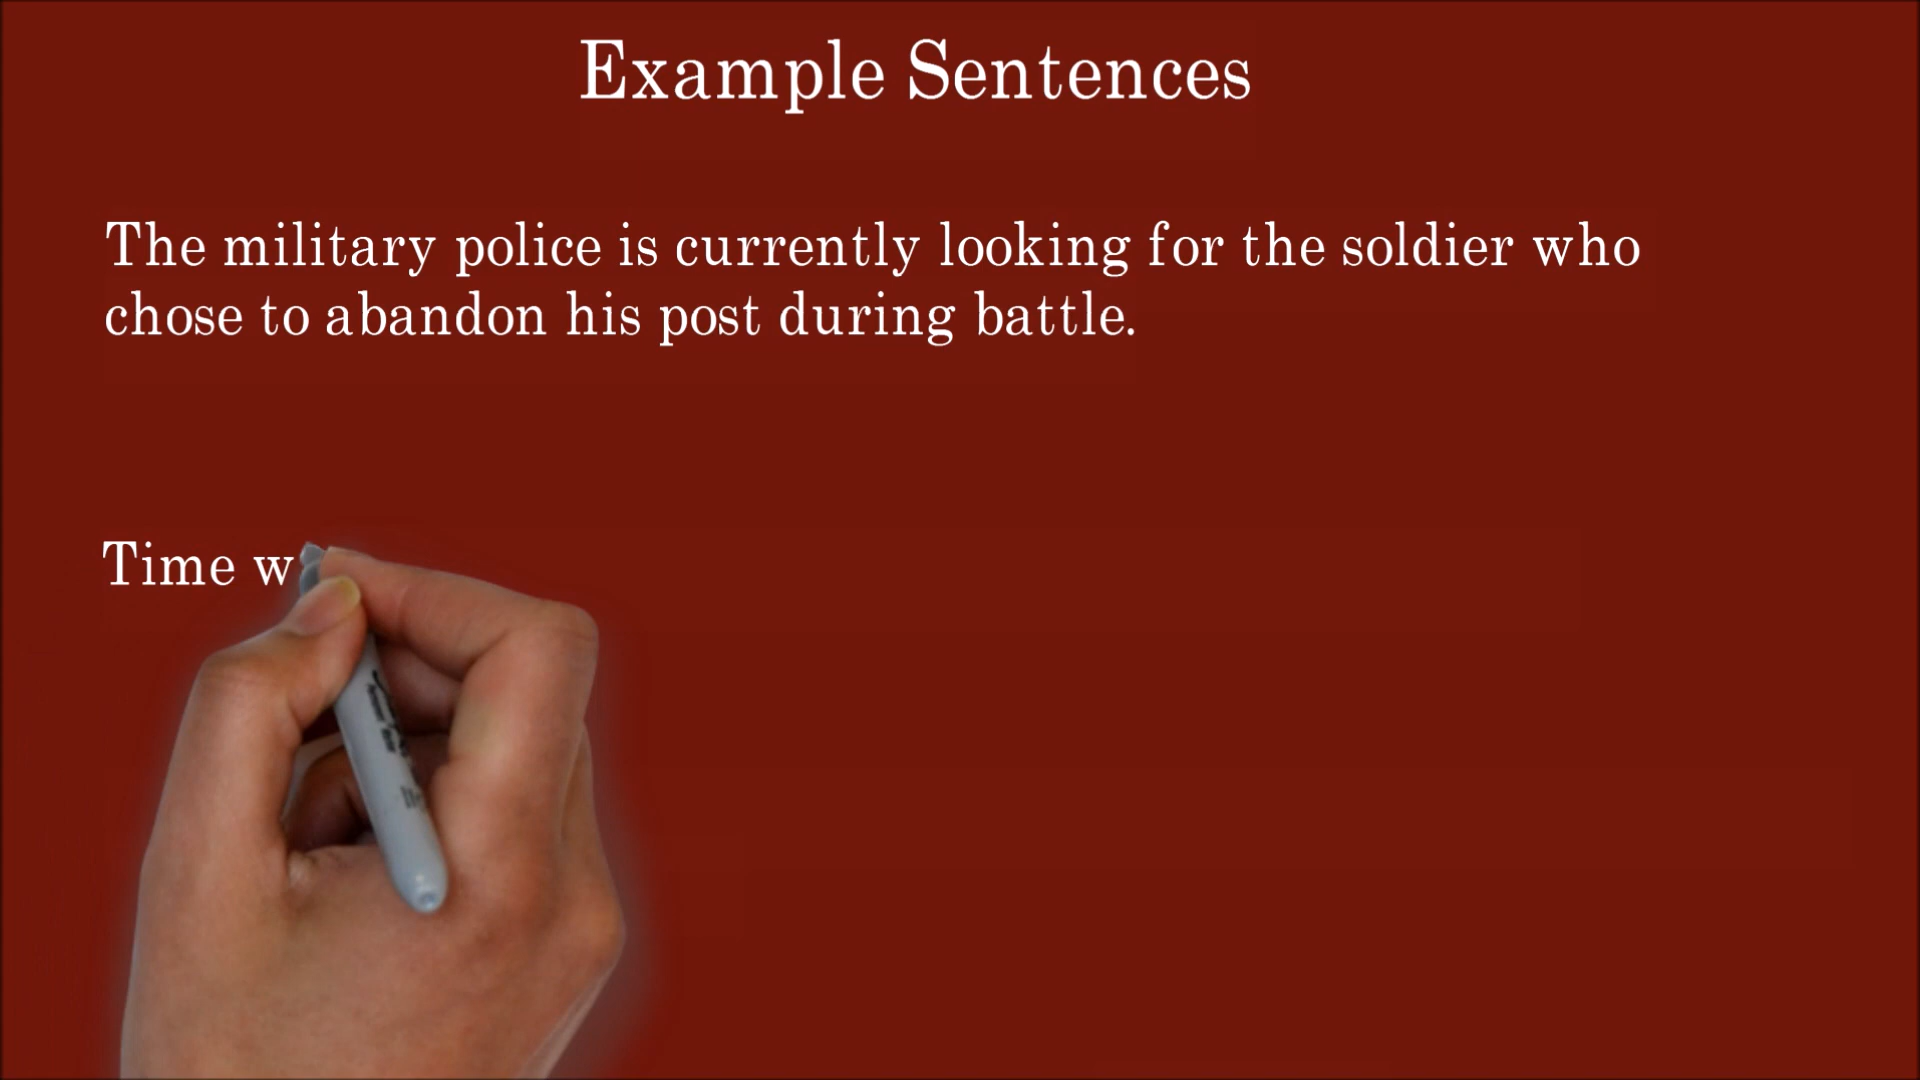 Example Sentences
The military police is currently looking for the soldier who
chose to abandon his post during battle.
Time w